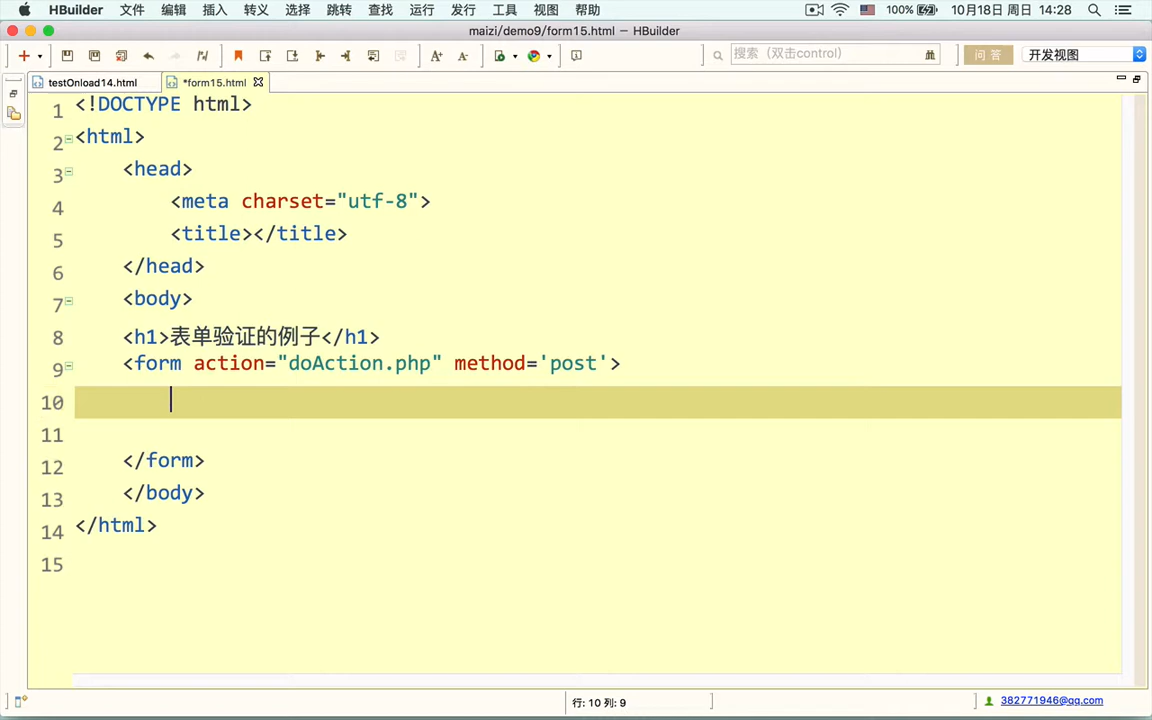 HBuilder 文件 编辑 插入 转义 选择 跳转 查找 运行 发行 工具 视图 帮助 100% 10月18日 周日 14:28
maizi/demo9/form15.html — HBuilder
搜索（双击control） 问 答 开发视图
testOnload14.html *form15.html
1 <!DOCTYPE html>
2 <html>
3 <head>
4 <meta charset="utf-8">
5 <title></title>
6 </head>
7 <body>
8 <h1>表单验证的例子</h1>
9 <form action="doAction.php" method='post'>
10
11
12 </form>
13 </body>
14 </html>
15
行: 10 列: 9 382771946@qq.com